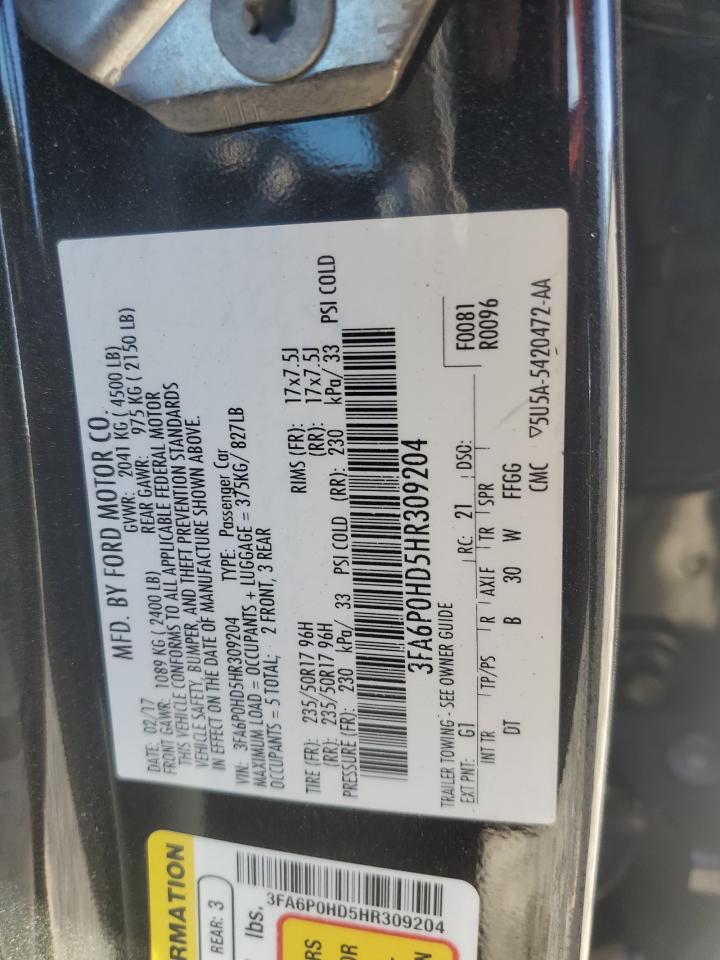 MFD. BY FORD MOTOR CO.
DATE: 02/17 GVWR: 2041 KG ( 4500 LB)
FRONT GAWR: 1089 KG ( 2400 LB) REAR GAWR: 975 KG ( 2150 LB)
THIS VEHICLE CONFORMS TO ALL APPLICABLE FEDERAL MOTOR
VEHICLE SAFETY, BUMPER, AND THEFT PREVENTION STANDARDS
IN EFFECT ON THE DATE OF MANUFACTURE SHOWN ABOVE.
VIN: 3FA6P0HD5HR309204 TYPE: Passenger Car
MAXIMUM LOAD = OCCUPANTS + LUGGAGE = 375KG/ 827LB
OCCUPANTS = 5 TOTAL; 2 FRONT, 3 REAR
TIRE (FR): 235/50R17 96H RIMS (FR): 17x7.5J
(RR): 235/50R17 96H (RR): 17x7.5J
PRESSURE (FR): 230 kPa/ 33 PSI COLD (RR): 230 kPa/ 33 PSI COLD
3FA6P0HD5HR309204
F0081
R0096
TRAILER TOWING - SEE OWNER GUIDE
EXT PNT: G1 RC: 21 DSO:
INT TR TP/PS R AXLE TR SPR
DT B 30 W FFGG
CMC ▽5U5A-5420472-AA
RMATION
REAR: 3
lbs.
3FA6P0HD5HR309204